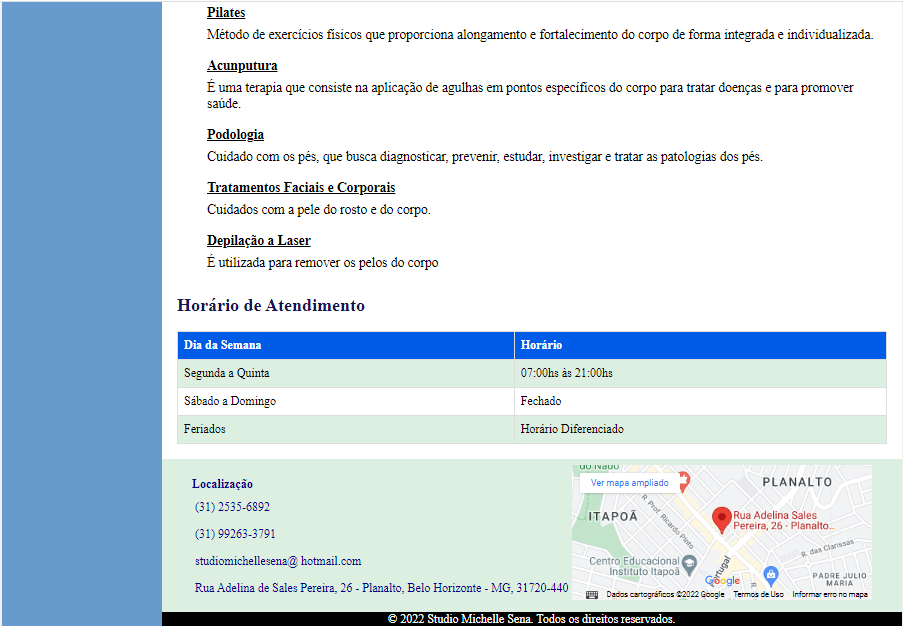 Pilates
Método de exercícios físicos que proporciona alongamento e fortalecimento do corpo de forma integrada e individualizada.
Acunputura
É uma terapia que consiste na aplicação de agulhas em pontos específicos do corpo para tratar doenças e para promover
saúde.
Podologia
Cuidado com os pés, que busca diagnosticar, prevenir, estudar, investigar e tratar as patologias dos pés.
Tratamentos Faciais e Corporais
Cuidados com a pele do rosto e do corpo.
Depilação a Laser
É utilizada para remover os pelos do corpo
Horário de Atendimento
Dia da Semana Horário
Segunda a Quinta 07:00hs às 21:00hs
Sábado a Domingo Fechado
Feriados Horário Diferenciado
Localização
(31) 2535-6892
(31) 99263-3791
studiomichellesena@ hotmail.com
Rua Adelina de Sales Pereira, 26 - Planalto, Belo Horizonte - MG, 31720-440
do Nado
Ver mapa ampliado
PLANALTO
ITAPOÃ
R. Prof. Ricardo Pinto
Rua Adelina Sales
Pereira, 26 - Planalto...
R. das Clarissas
Centro Educacional
Instituto Itapoã
Portugal
Google
PADRE JULIO
MARIA
Dados cartográficos ©2022 Google Termos de Uso Informar erro no mapa
© 2022 Studio Michelle Sena. Todos os direitos reservados.